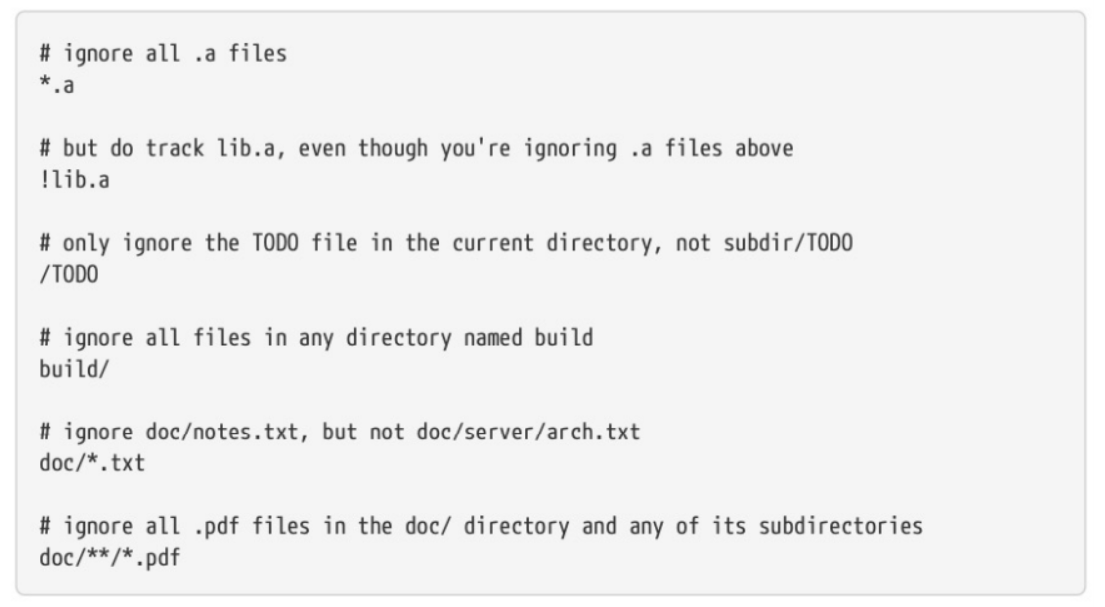 # ignore all .a files
*.a
# but do track lib.a, even though you're ignoring .a files above
!lib.a
# only ignore the TODO file in the current directory, not subdir/TODO
/TODO
# ignore all files in any directory named build
build/
# ignore doc/notes.txt, but not doc/server/arch.txt
doc/*.txt
# ignore all .pdf files in the doc/ directory and any of its subdirectories
doc/**/*.pdf